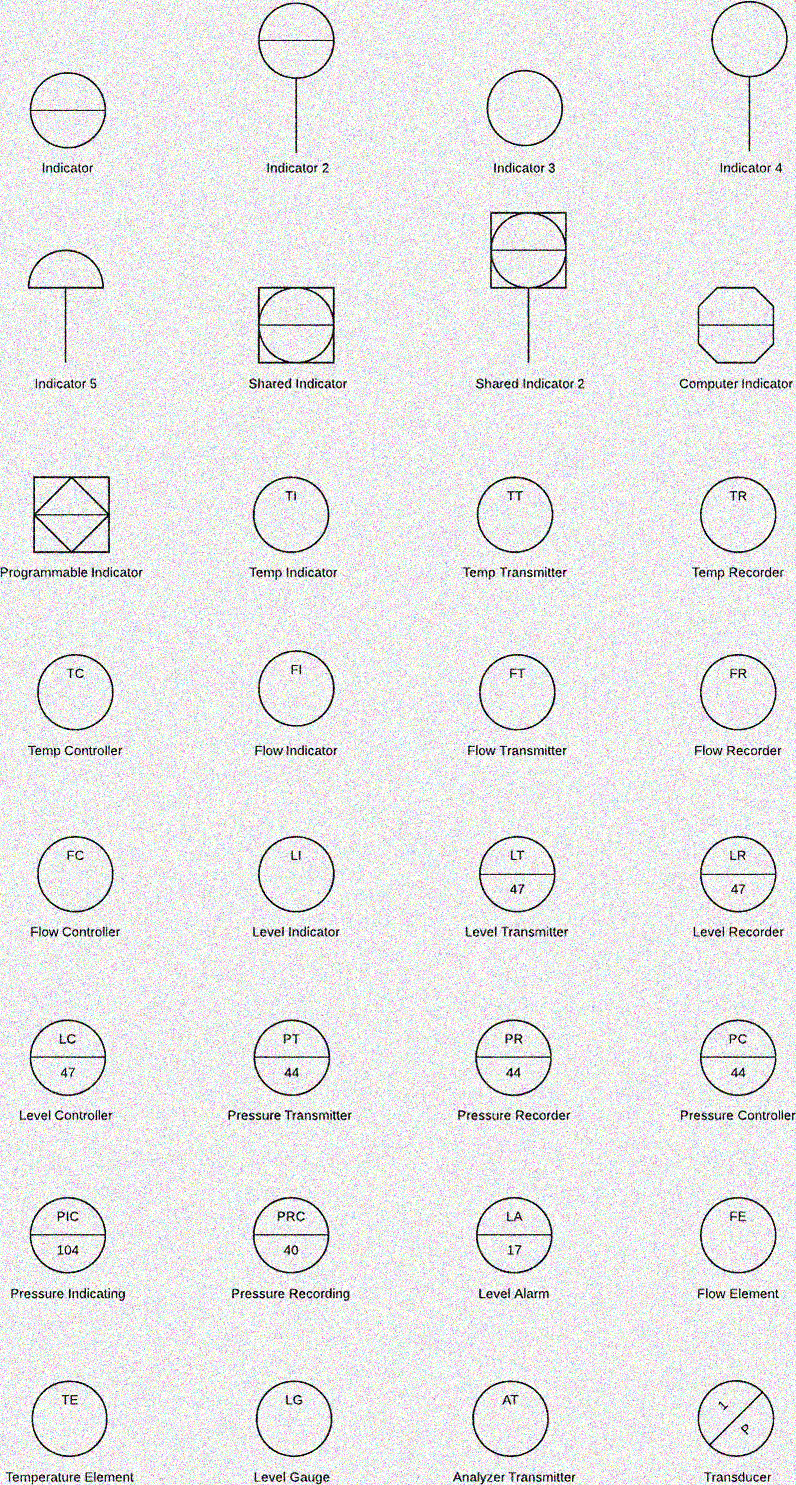 Indicator
Indicator 2
Indicator 3
Indicator 4
Indicator 5
Shared Indicator
Shared Indicator 2
Computer Indicator
Programmable Indicator
TI
Temp Indicator
TT
Temp Transmitter
TR
Temp Recorder
TC
Temp Controller
FI
Flow Indicator
FT
Flow Transmitter
FR
Flow Recorder
FC
Flow Controller
LI
Level Indicator
LT
47
Level Transmitter
LR
47
Level Recorder
LC
47
Level Controller
PT
44
Pressure Transmitter
PR
44
Pressure Recorder
PC
44
Pressure Controller
PIC
104
Pressure Indicating
PRC
40
Pressure Recording
LA
17
Level Alarm
FE
Flow Element
TE
Temperature Element
LG
Level Gauge
AT
Analyzer Transmitter
1
P
Transducer